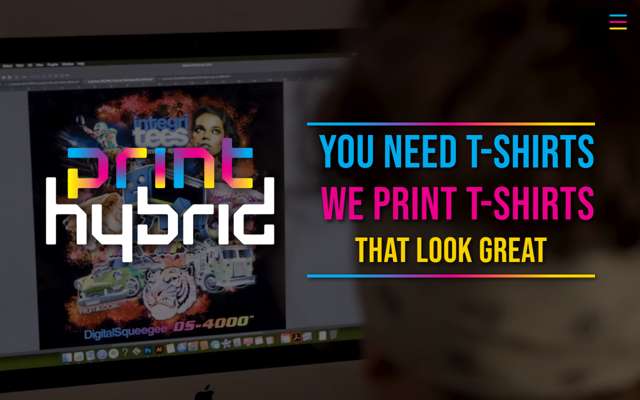 integri
tees
print
hybrid
DigitalSqueegee DS-4000
YOU NEED T-SHIRTS
WE PRINT T-SHIRTS
THAT LOOK GREAT